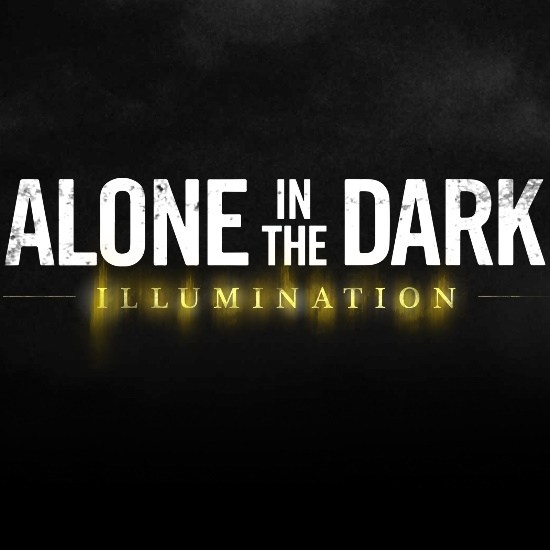 ALONE IN THE DARK
ILLUMINATION